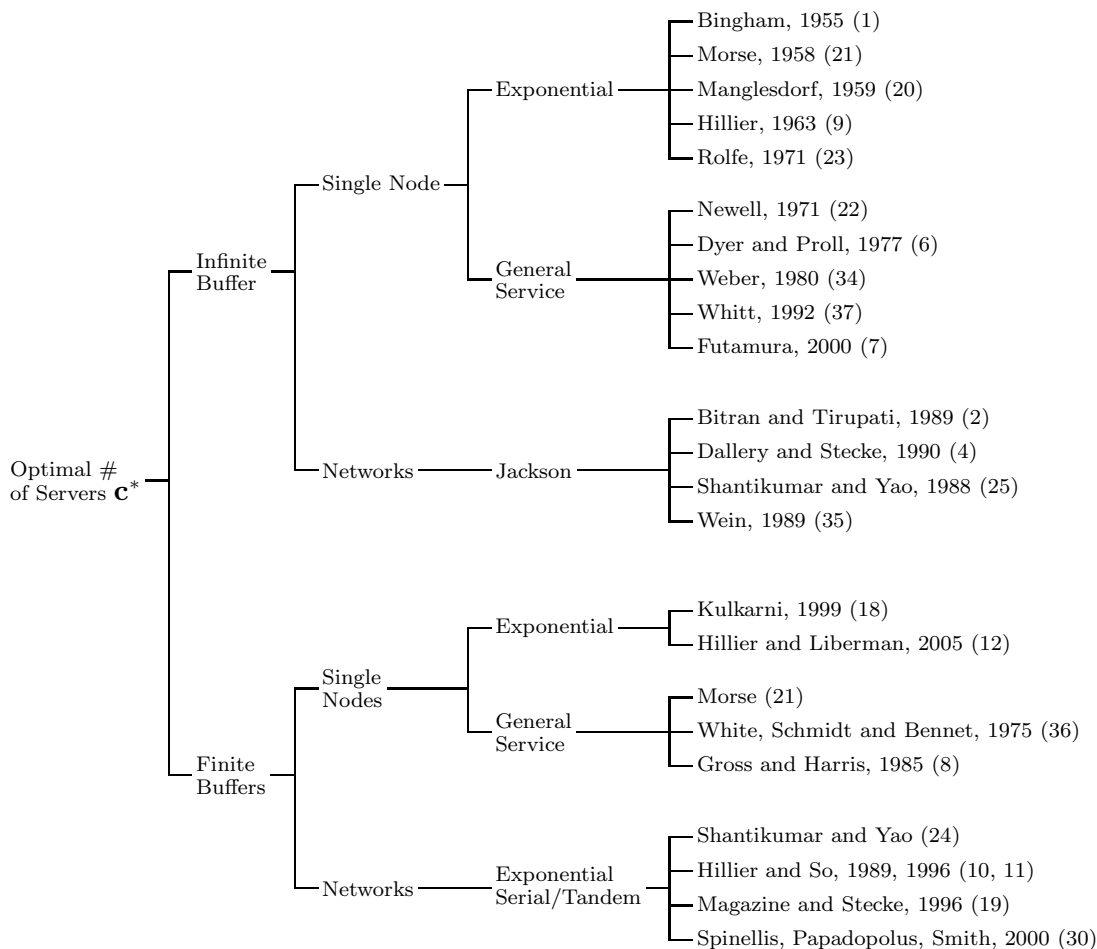 Bingham, 1955 (1)
Morse, 1958 (21)
Exponential
Manglesdorf, 1959 (20)
Hillier, 1963 (9)
Rolfe, 1971 (23)
Single Node
Newell, 1971 (22)
Dyer and Proll, 1977 (6)
Infinite
Buffer
General
Service
Weber, 1980 (34)
Whitt, 1992 (37)
Futamura, 2000 (7)
Bitran and Tirupati, 1989 (2)
Dallery and Stecke, 1990 (4)
Optimal #
of Servers c*
Networks
Jackson
Shantikumar and Yao, 1988 (25)
Wein, 1989 (35)
Kulkarni, 1999 (18)
Exponential
Hillier and Liberman, 2005 (12)
Single
Nodes
Morse (21)
General
Service
White, Schmidt and Bennet, 1975 (36)
Gross and Harris, 1985 (8)
Finite
Buffers
Shantikumar and Yao (24)
Hillier and So, 1989, 1996 (10, 11)
Networks
Exponential
Serial/Tandem
Magazine and Stecke, 1996 (19)
Spinellis, Papadopolus, Smith, 2000 (30)